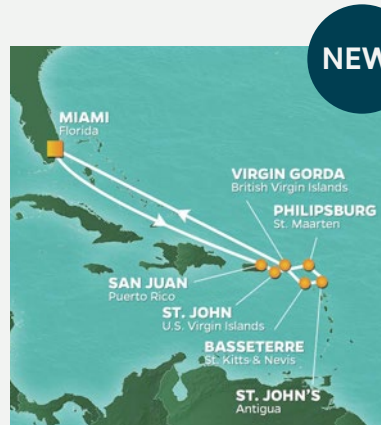 NEW
MIAMI
Florida
VIRGIN GORDA
British Virgin Islands
PHILIPSBURG
St. Maarten
SAN JUAN
Puerto Rico
ST. JOHN
U.S. Virgin Islands
BASSETERRE
St. Kitts & Nevis
ST. JOHN'S
Antigua